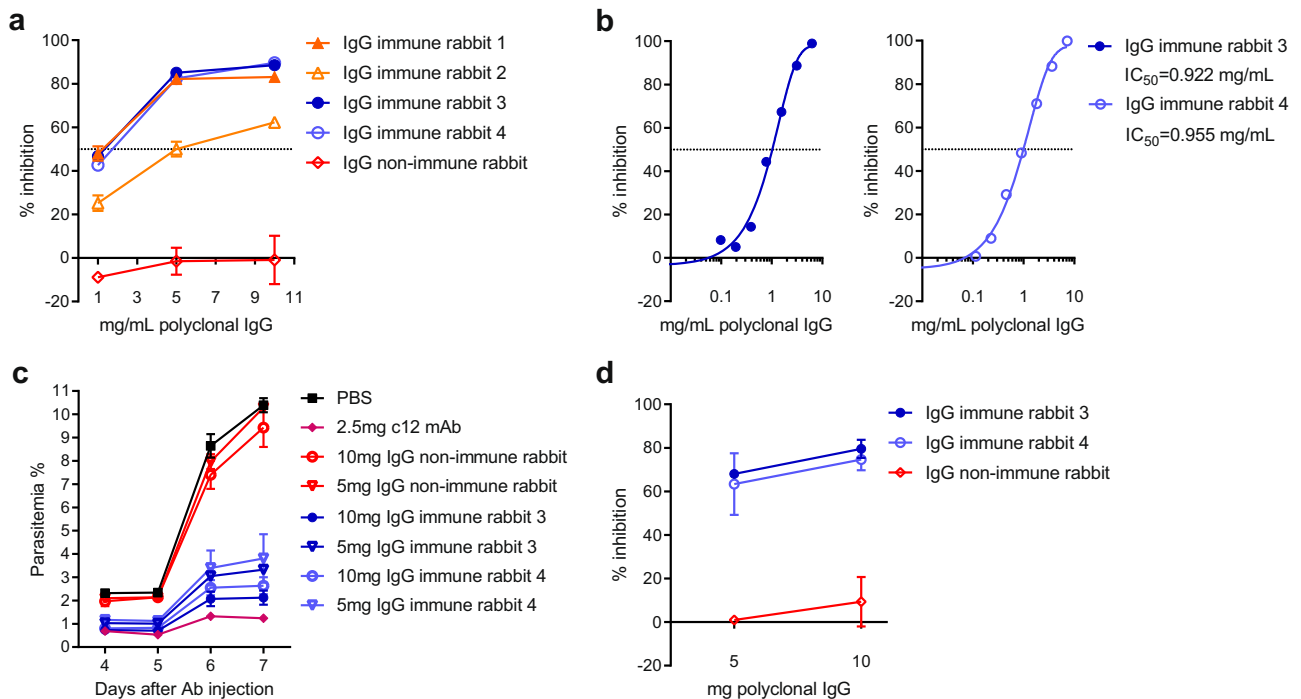 a
% inhibition
100
80
60
40
20
0
-20
1
3
5
7
9
11
mg/mL polyclonal IgG
IgG immune rabbit 1
IgG immune rabbit 2
IgG immune rabbit 3
IgG immune rabbit 4
IgG non-immune rabbit
b
% inhibition
100
80
60
40
20
0
-20
0.1
1
10
mg/mL polyclonal IgG
% inhibition
100
80
60
40
20
0
-20
0.1
1
10
mg/mL polyclonal IgG
IgG immune rabbit 3
IC50=0.922 mg/mL
IgG immune rabbit 4
IC50=0.955 mg/mL
c
Parasitemia %
11
10
9
8
7
6
5
4
3
2
1
0
4
5
6
7
Days after Ab injection
PBS
2.5mg c12 mAb
10mg IgG non-immune rabbit
5mg IgG non-immune rabbit
10mg IgG immune rabbit 3
5mg IgG immune rabbit 3
10mg IgG immune rabbit 4
5mg IgG immune rabbit 4
d
% inhibition
100
80
60
40
20
0
-20
5
10
mg polyclonal IgG
IgG immune rabbit 3
IgG immune rabbit 4
IgG non-immune rabbit